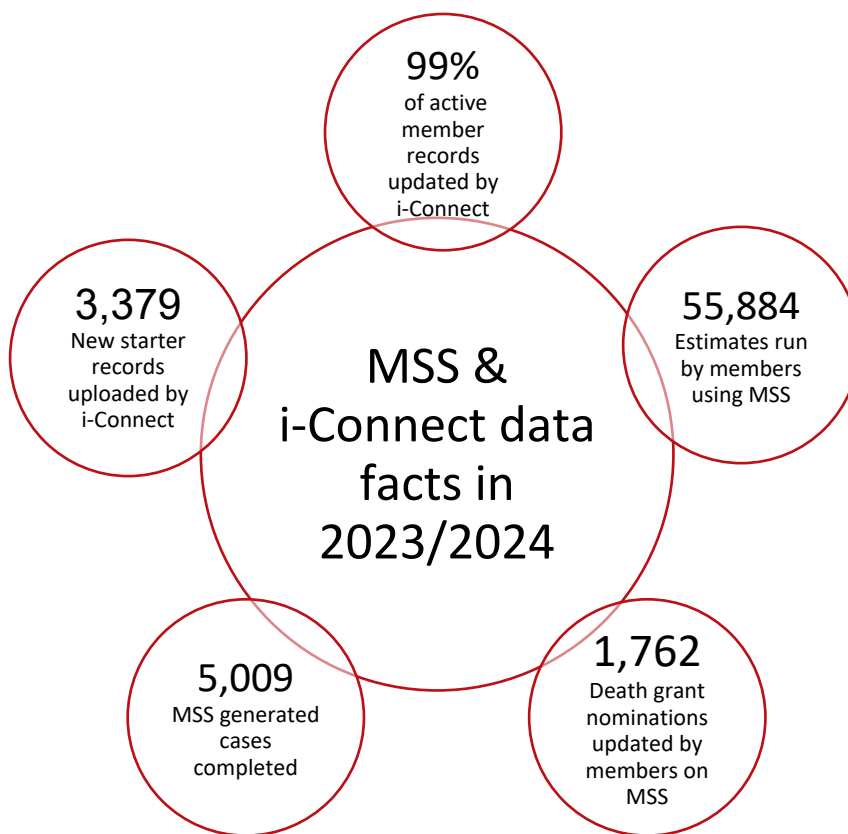 99%
of active
member
records
updated by
i-Connect
3,379
New starter
records
uploaded by
i-Connect
55,884
Estimates run
by members
using MSS
MSS &
i-Connect data
facts in
2023/2024
5,009
MSS generated
cases
completed
1,762
Death grant
nominations
updated by
members on
MSS